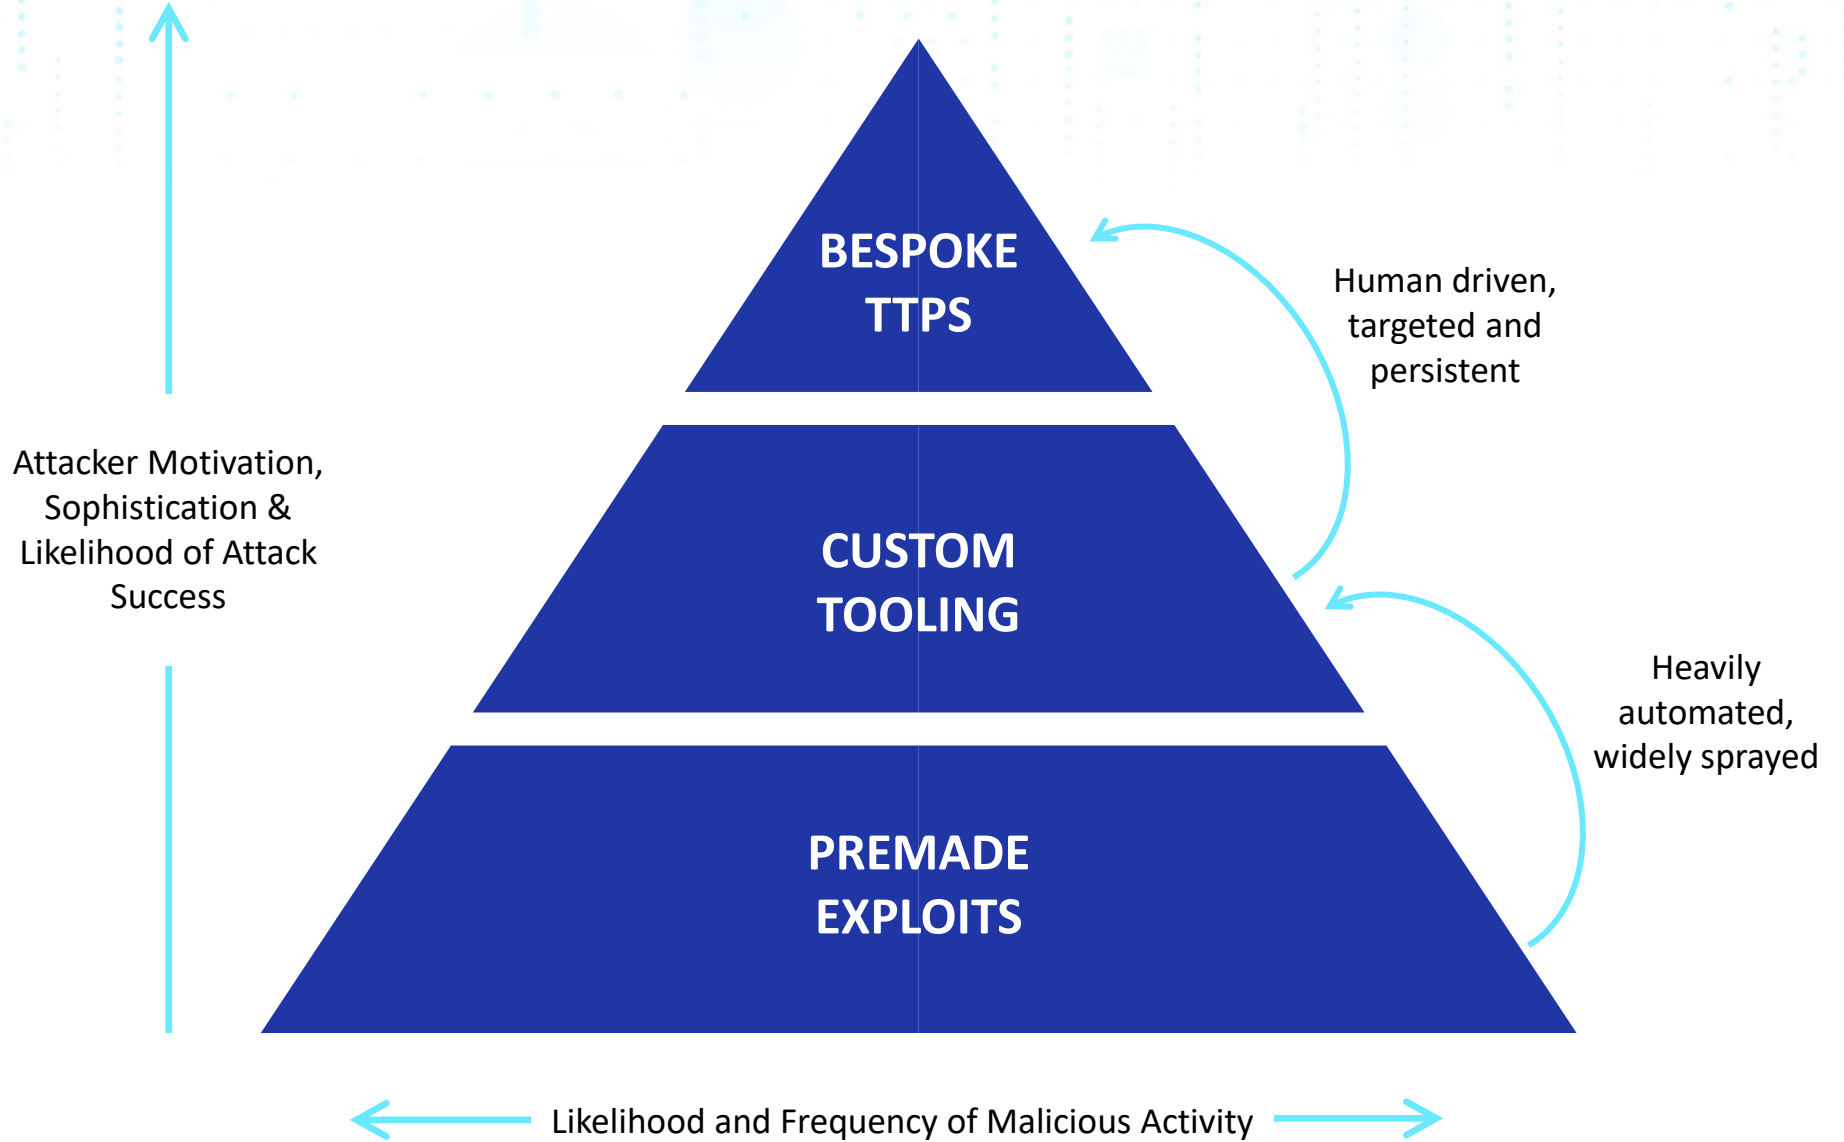 BESPOKE
TTPS
Human driven,
targeted and
persistent
Attacker Motivation,
Sophistication &
Likelihood of Attack
Success
CUSTOM
TOOLING
Heavily
automated,
widely sprayed
PREMADE
EXPLOITS
Likelihood and Frequency of Malicious Activity